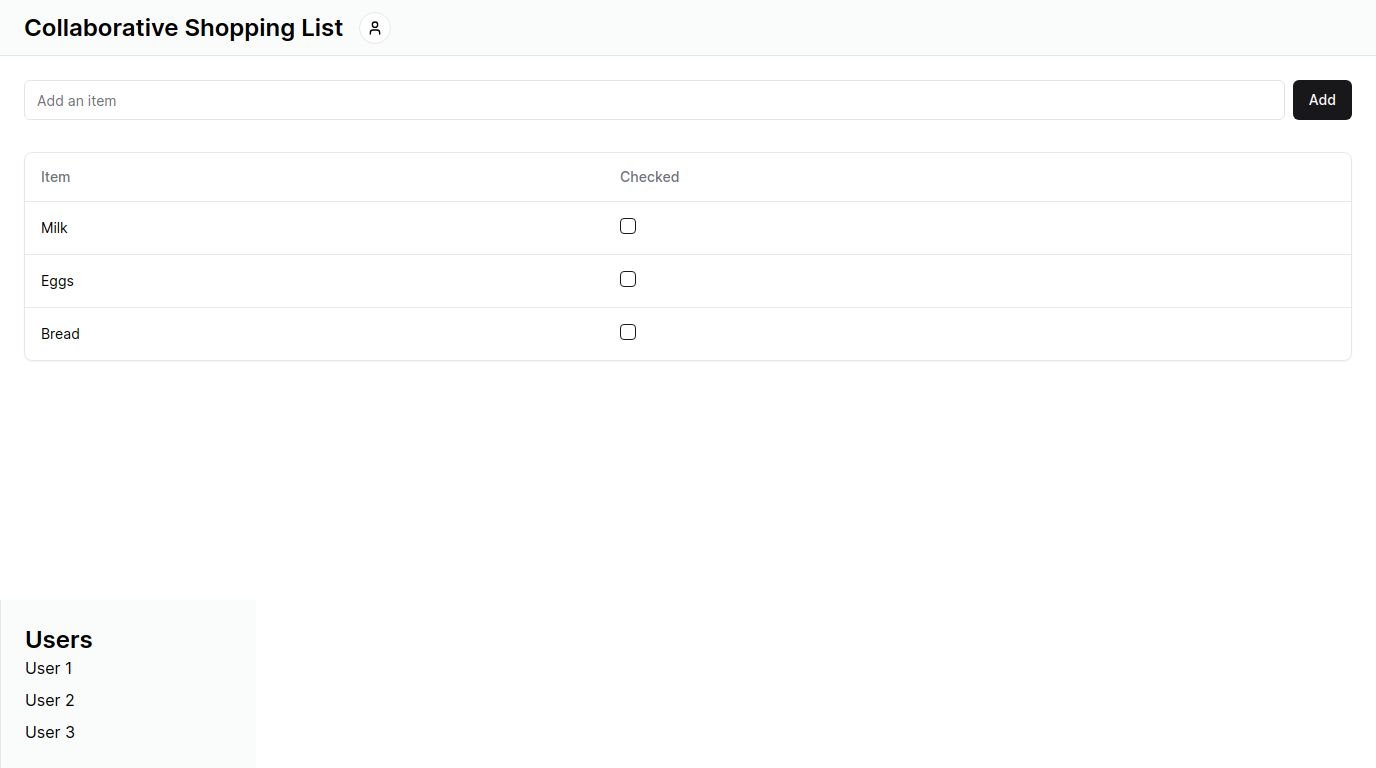 Collaborative Shopping List
Add an item
Add
Item Checked
Milk
Eggs
Bread
Users
User 1
User 2
User 3